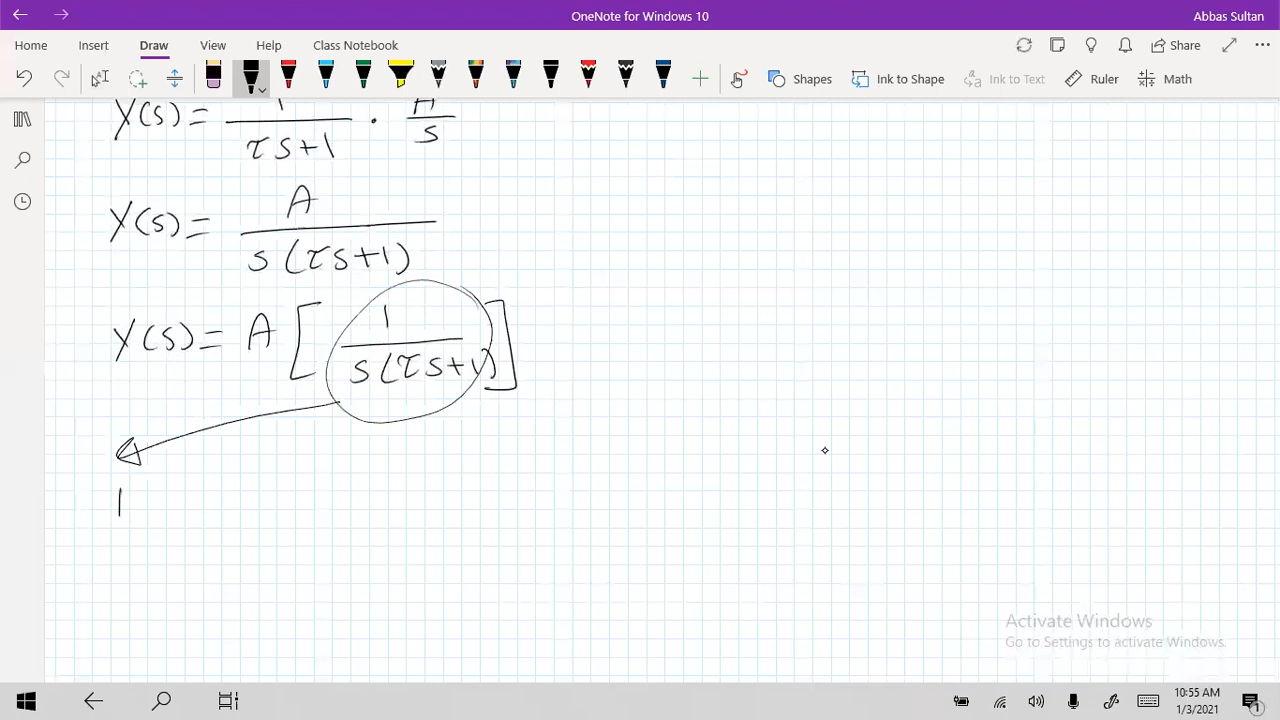 OneNote for Windows 10
Abbas Sultan
Home Insert Draw View Help Class Notebook Share
Shapes Ink to Shape Ink to Text Ruler Math
Y(s) = 1/(τs+1) · A/s
Y(s) = A/(s(τs+1))
Y(s) = A [1/(s(τs+1))]
1
Activate Windows
Go to Settings to activate Windows.
10:55 AM
1/3/2021
1